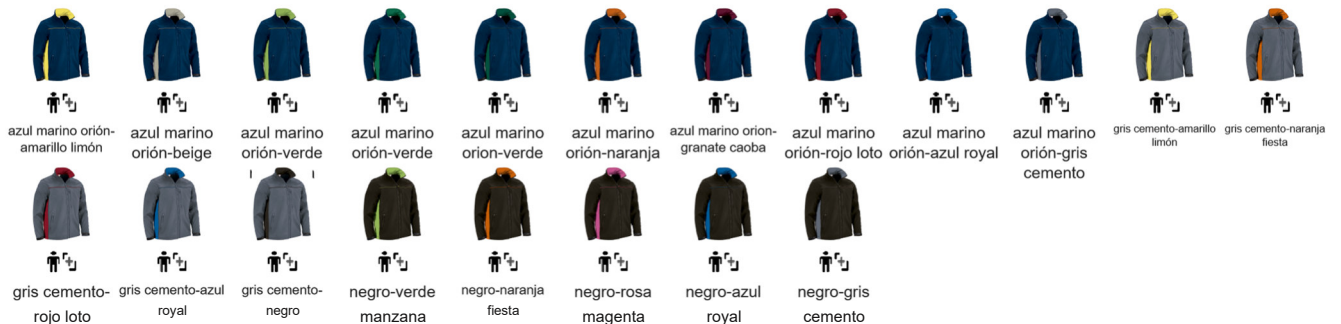 azul marino orión-
amarillo limón
azul marino
orión-beige
azul marino
orión-verde
azul marino
orión-verde
azul marino
orion-verde
azul marino
orión-naranja
azul marino orion-
granate caoba
azul marino
orión-rojo loto
azul marino
orión-azul royal
azul marino
orión-gris
cemento
gris cemento-amarillo
limón
gris cemento-naranja
fiesta
gris cemento-
rojo loto
gris cemento-azul
royal
gris cemento-
negro
negro-verde
manzana
negro-naranja
fiesta
negro-rosa
magenta
negro-azul
royal
negro-gris
cemento